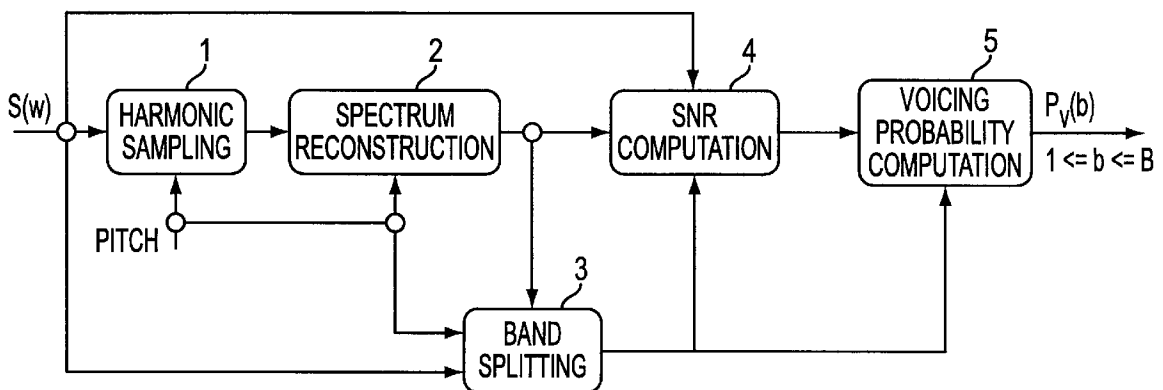 1
2
4
5
S(w)
HARMONIC
SAMPLING
SPECTRUM
RECONSTRUCTION
SNR
COMPUTATION
VOICING
PROBABILITY
COMPUTATION
P_V(b)
1 <= b <= B
PITCH
3
BAND
SPLITTING